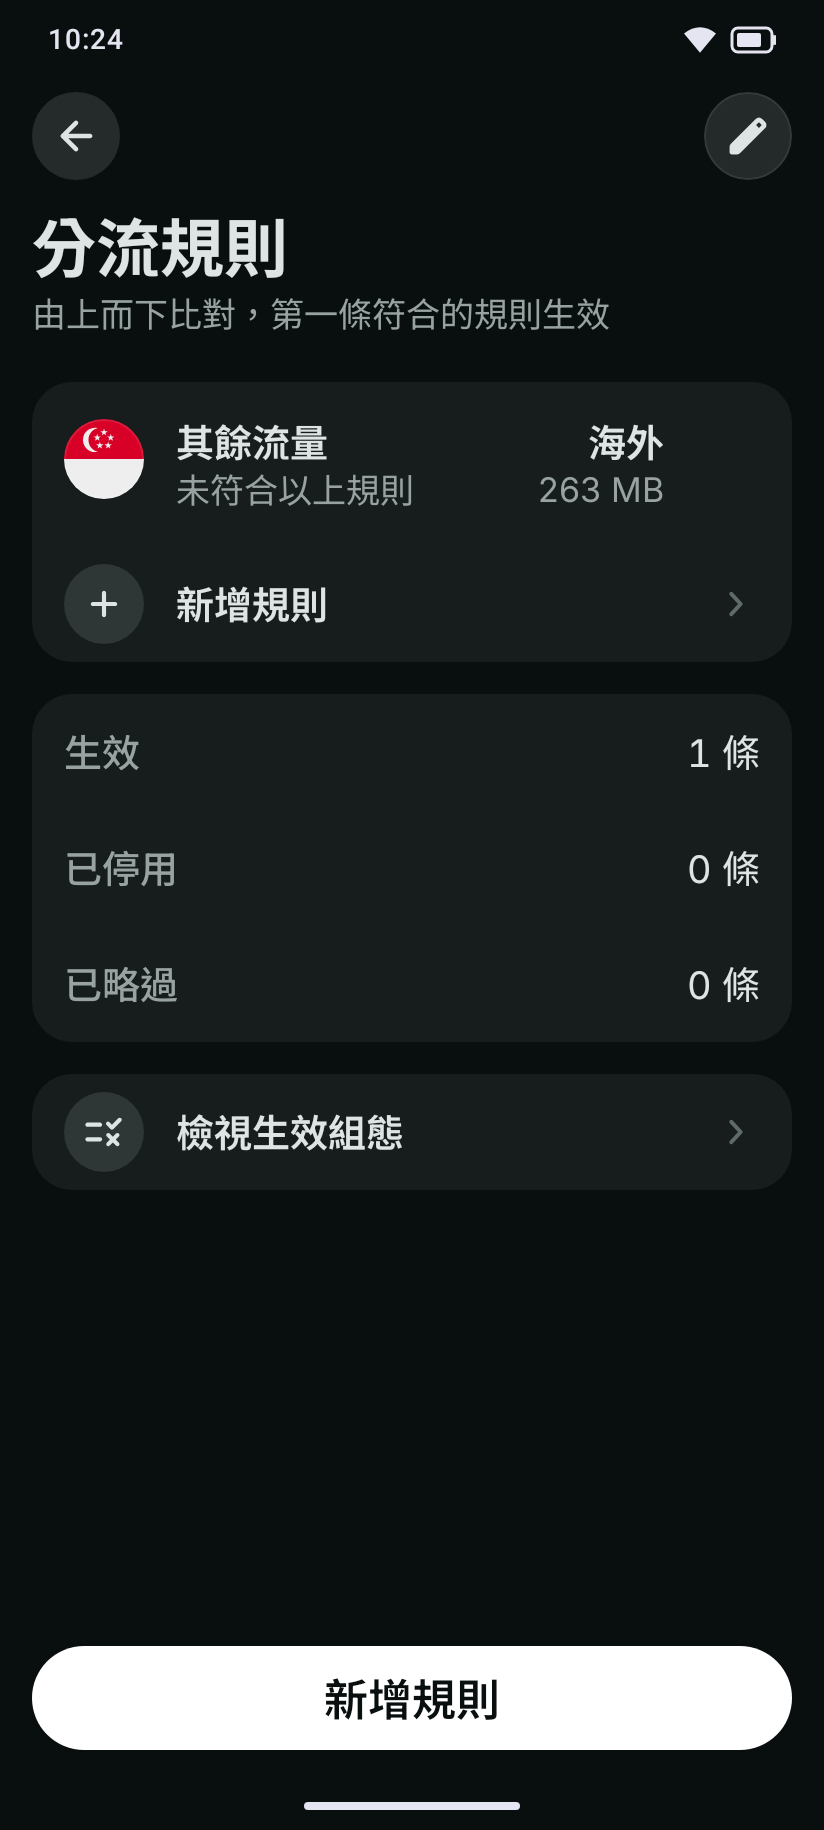 10:24
分流規則
由上而下比對，第一條符合的規則生效
其餘流量
海外
未符合以上規則
263 MB
新增規則
生效
1 條
已停用
0 條
已略過
0 條
檢視生效組態
新增規則